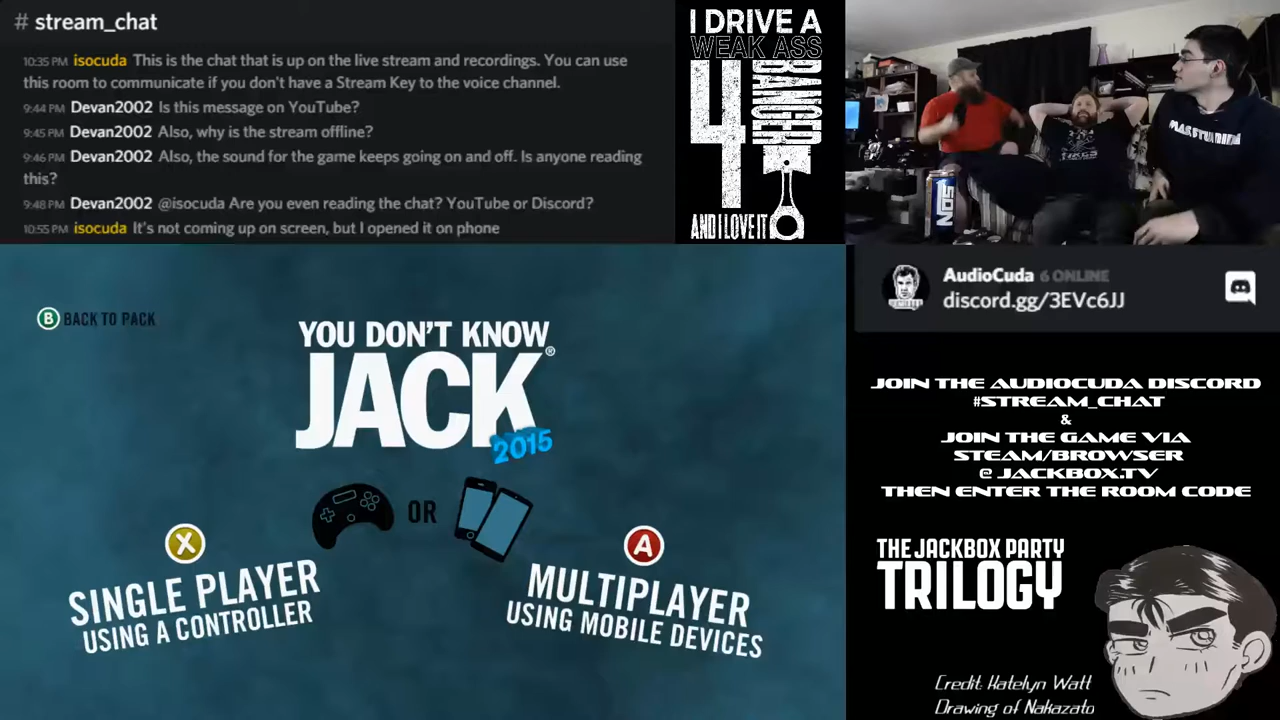 # stream_chat
10:35 PM isocuda This is the chat that is up on the live stream and recordings. You can use
this room to communicate if you don't have a Stream Key to the voice channel.
9:44 PM Devan2002 Is this message on YouTube?
9:45 PM Devan2002 Also, why is the stream offline?
9:46 PM Devan2002 Also, the sound for the game keeps going on and off. Is anyone reading
this?
9:48 PM Devan2002 @isocuda Are you even reading the chat? YouTube or Discord?
10:55 PM isocuda It's not coming up on screen, but I opened it on phone
I DRIVE A
WEAK ASS
4
BANGER
AND I LOVE IT
NOS
B BACK TO PACK
YOU DON'T KNOW
JACK®
2015
OR
X
SINGLE PLAYER
USING A CONTROLLER
A
MULTIPLAYER
USING MOBILE DEVICES
AudioCuda 6 ONLINE
discord.gg/3EVc6JJ
JOIN THE AUDIOCUDA DISCORD
#STREAM_CHAT
&
JOIN THE GAME VIA
STEAM/BROWSER
@ JACKBOX.TV
THEN ENTER THE ROOM CODE
THE JACKBOX PARTY
TRILOGY
Credit: Katelyn Watt
Drawing of Nakazato